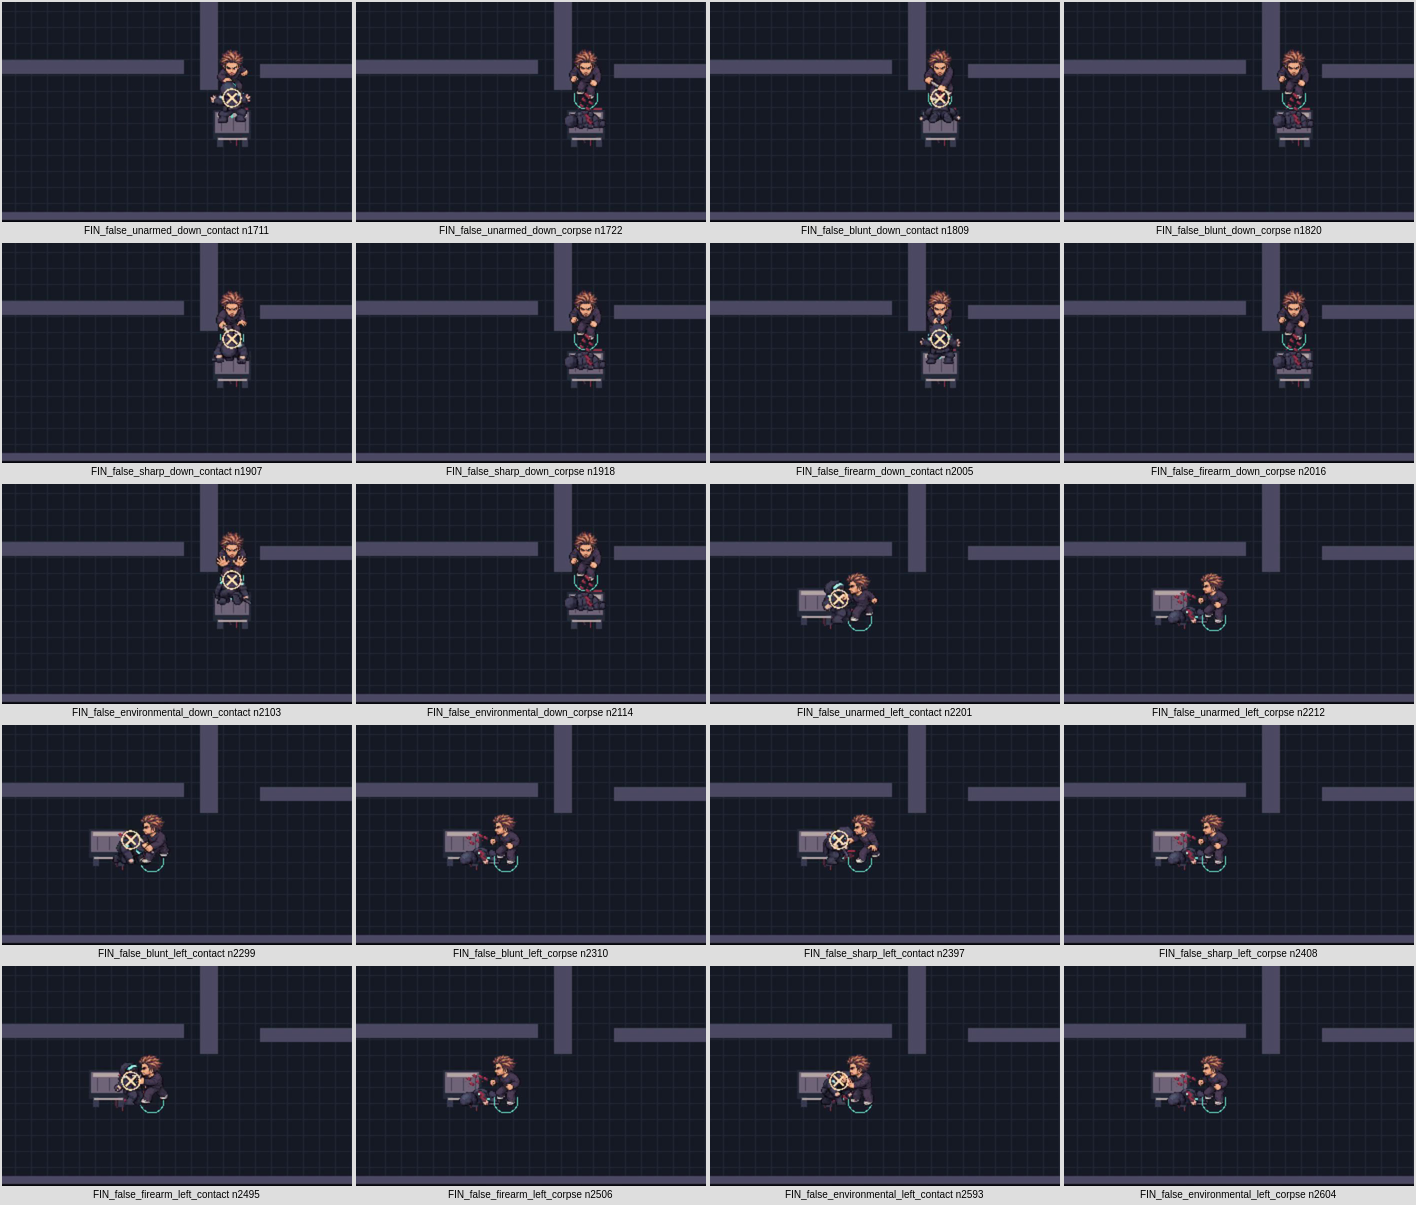 FIN_false_unarmed_down_contact n1711
FIN_false_unarmed_down_corpse n1722
FIN_false_blunt_down_contact n1809
FIN_false_blunt_down_corpse n1820
FIN_false_sharp_down_contact n1907
FIN_false_sharp_down_corpse n1918
FIN_false_firearm_down_contact n2005
FIN_false_firearm_down_corpse n2016
FIN_false_environmental_down_contact n2103
FIN_false_environmental_down_corpse n2114
FIN_false_unarmed_left_contact n2201
FIN_false_unarmed_left_corpse n2212
FIN_false_blunt_left_contact n2299
FIN_false_blunt_left_corpse n2310
FIN_false_sharp_left_contact n2397
FIN_false_sharp_left_corpse n2408
FIN_false_firearm_left_contact n2495
FIN_false_firearm_left_corpse n2506
FIN_false_environmental_left_contact n2593
FIN_false_environmental_left_corpse n2604